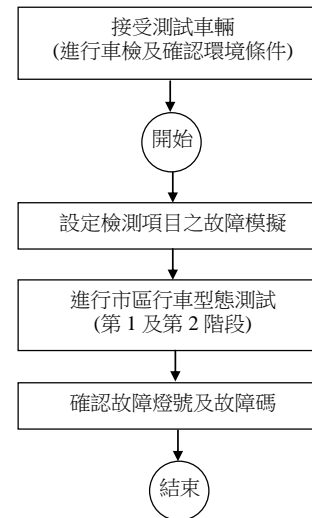 接受測試車輛
(進行車檢及確認環境條件)
開始
設定檢測項目之故障模擬
進行市區行車型態測試
(第 1 及第 2 階段)
確認故障燈號及故障碼
結束